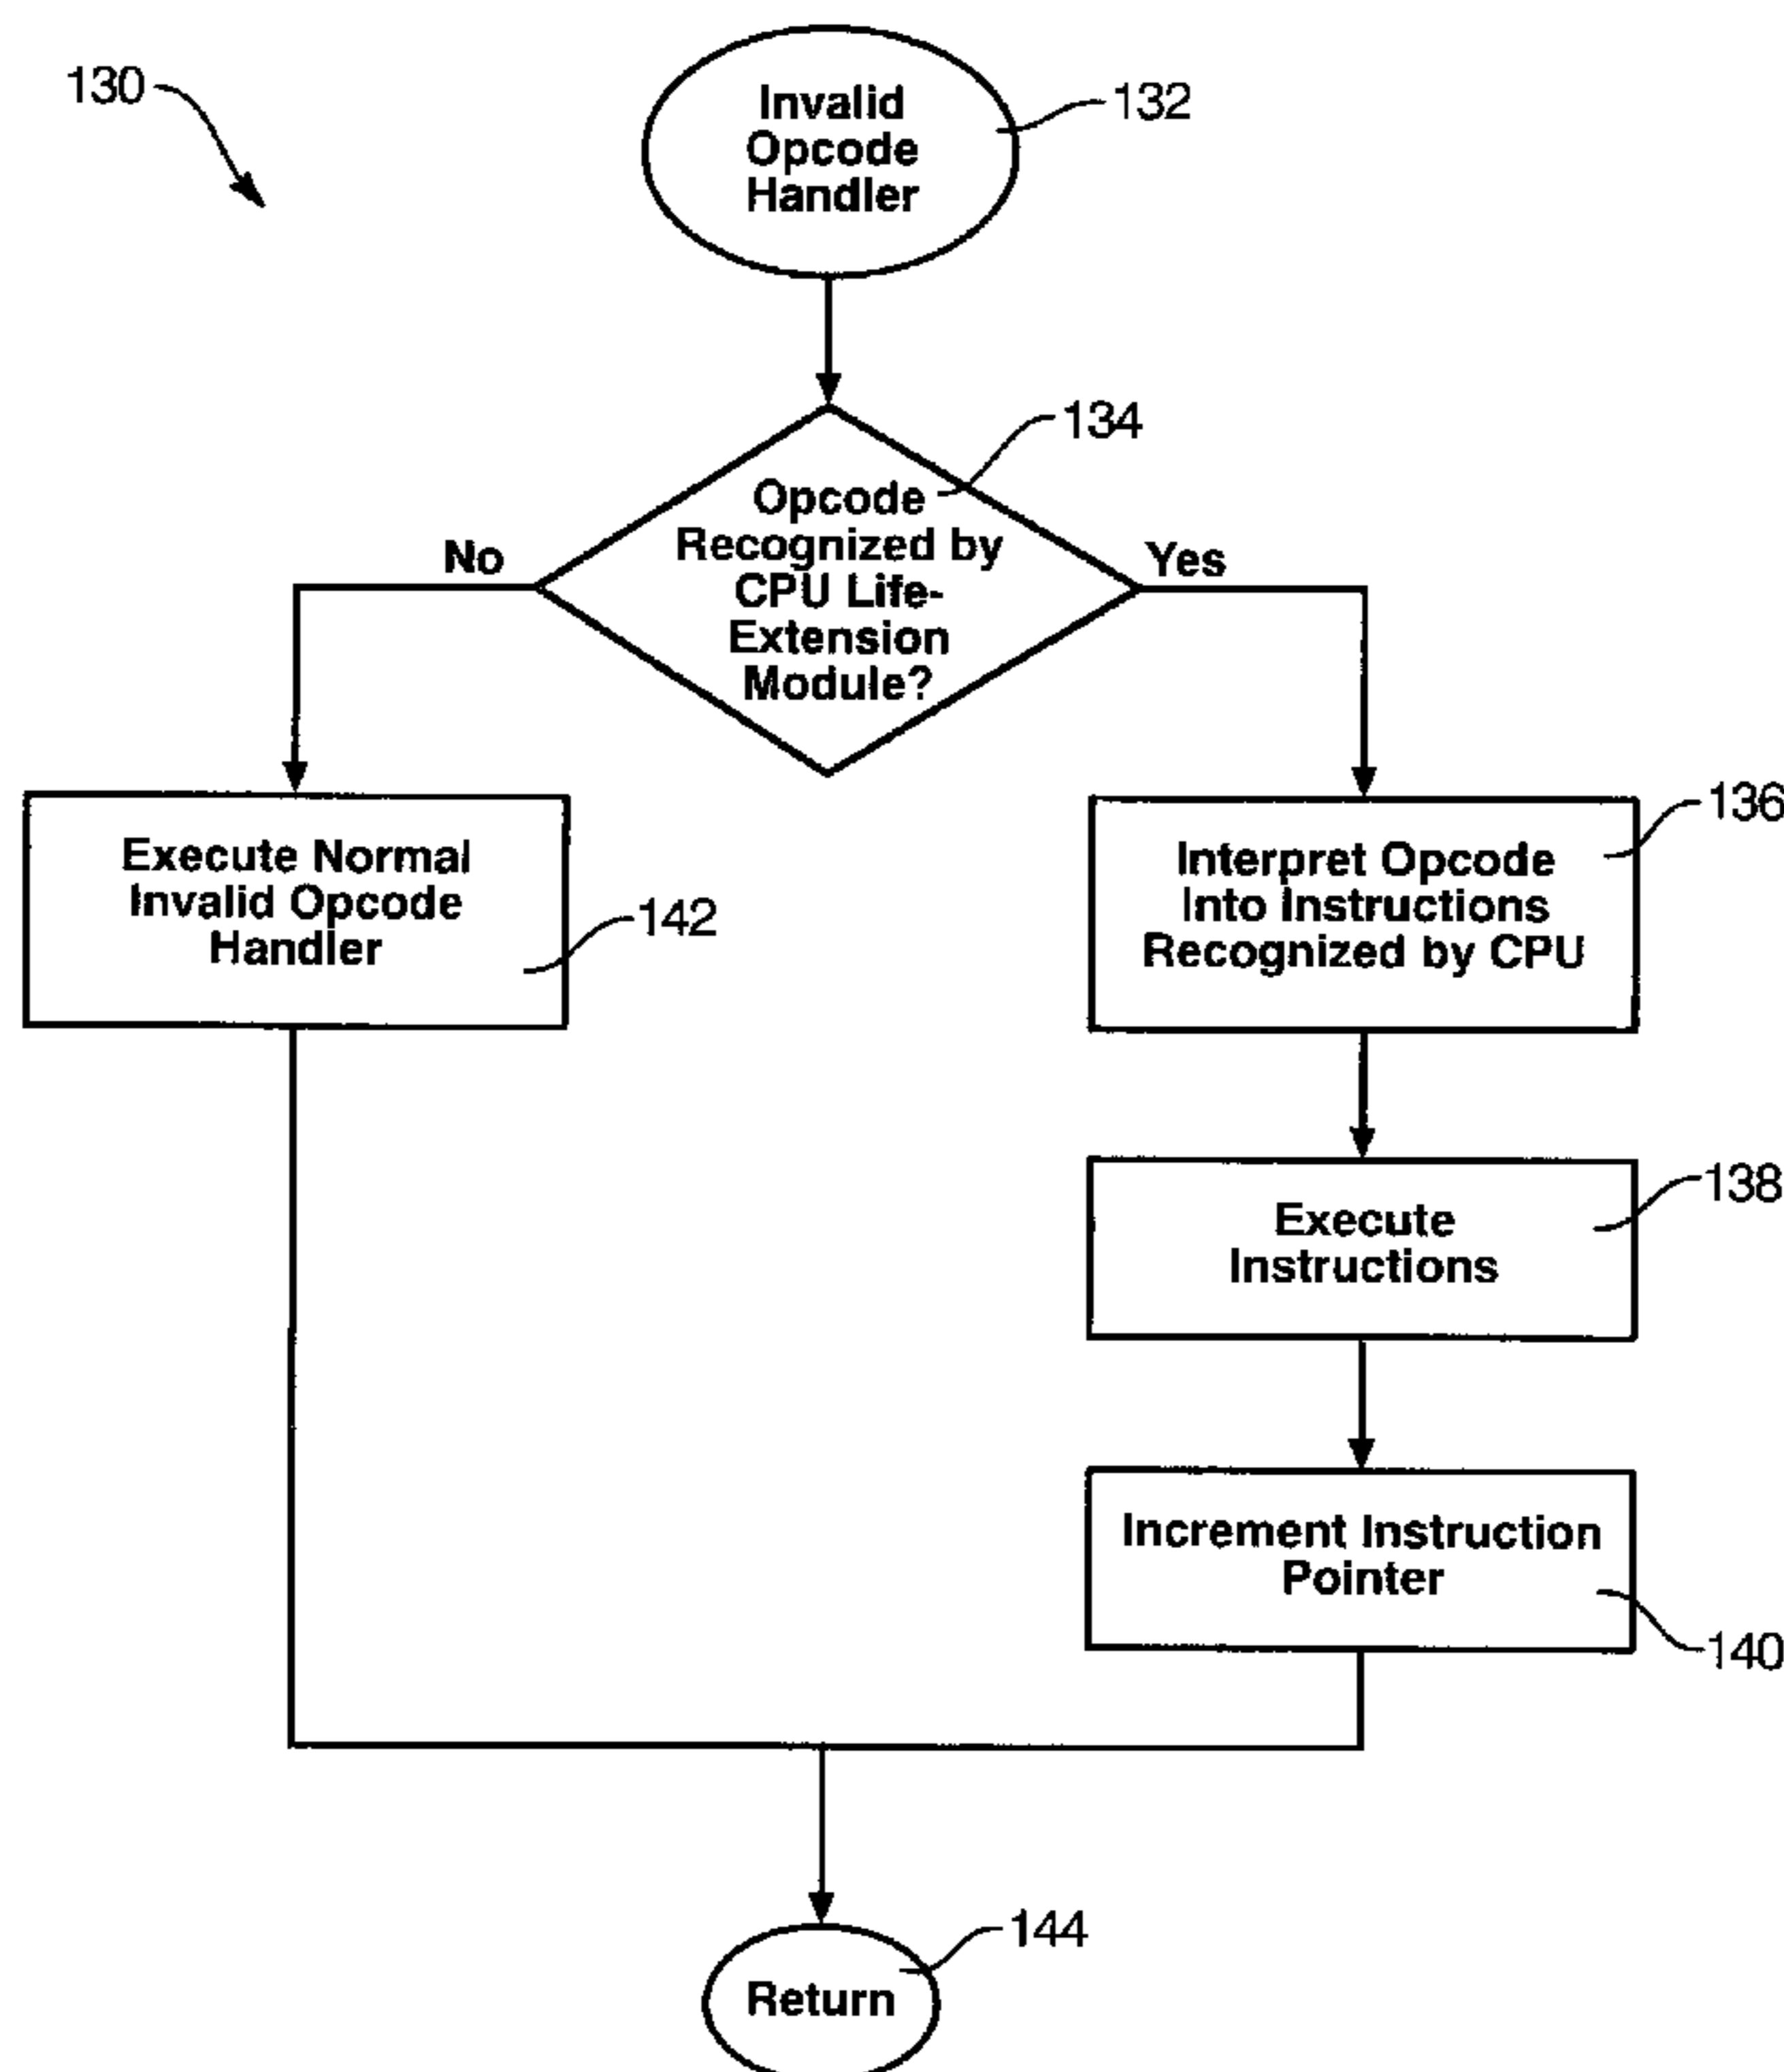 130
Invalid
Opcode
Handler
132
134
Opcode
Recognized by
CPU Life-
Extension
Module?
No
Yes
136
Execute Normal
Invalid Opcode
Handler
142
Interpret Opcode
Into Instructions
Recognized by CPU
138
Execute
Instructions
Increment Instruction
Pointer
140
144
Return